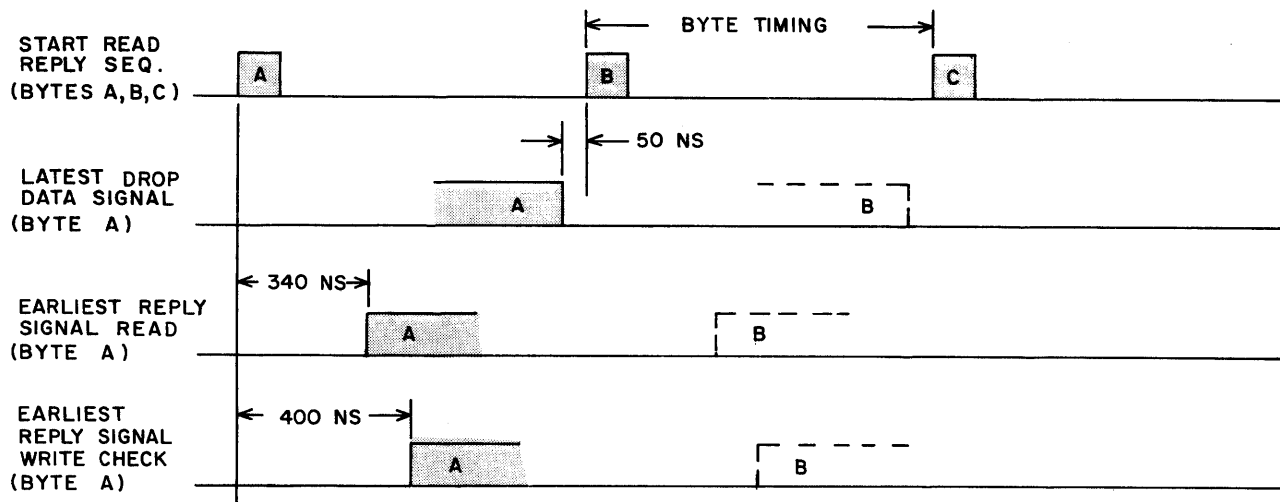 BYTE TIMING
START READ
REPLY SEQ.
(BYTES A,B,C)
A
B
C
50 NS
LATEST DROP
DATA SIGNAL
(BYTE A)
A
B
340 NS
EARLIEST REPLY
SIGNAL READ
(BYTE A)
A
B
400 NS
EARLIEST
REPLY SIGNAL
WRITE CHECK
(BYTE A)
A
B